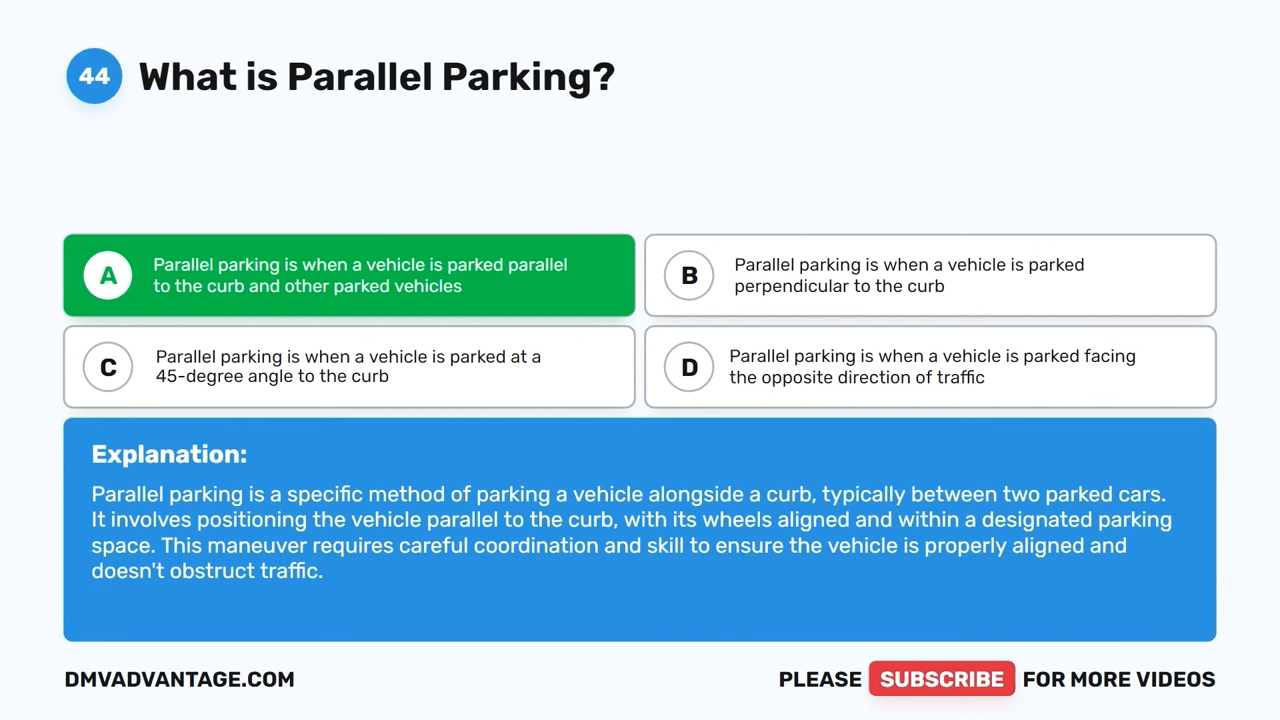 44 What is Parallel Parking?
A Parallel parking is when a vehicle is parked parallel
to the curb and other parked vehicles
B Parallel parking is when a vehicle is parked
perpendicular to the curb
C Parallel parking is when a vehicle is parked at a
45-degree angle to the curb
D Parallel parking is when a vehicle is parked facing
the opposite direction of traffic
Explanation:
Parallel parking is a specific method of parking a vehicle alongside a curb, typically between two parked cars.
It involves positioning the vehicle parallel to the curb, with its wheels aligned and within a designated parking
space. This maneuver requires careful coordination and skill to ensure the vehicle is properly aligned and
doesn't obstruct traffic.
DMVADVANTAGE.COM
PLEASE SUBSCRIBE FOR MORE VIDEOS